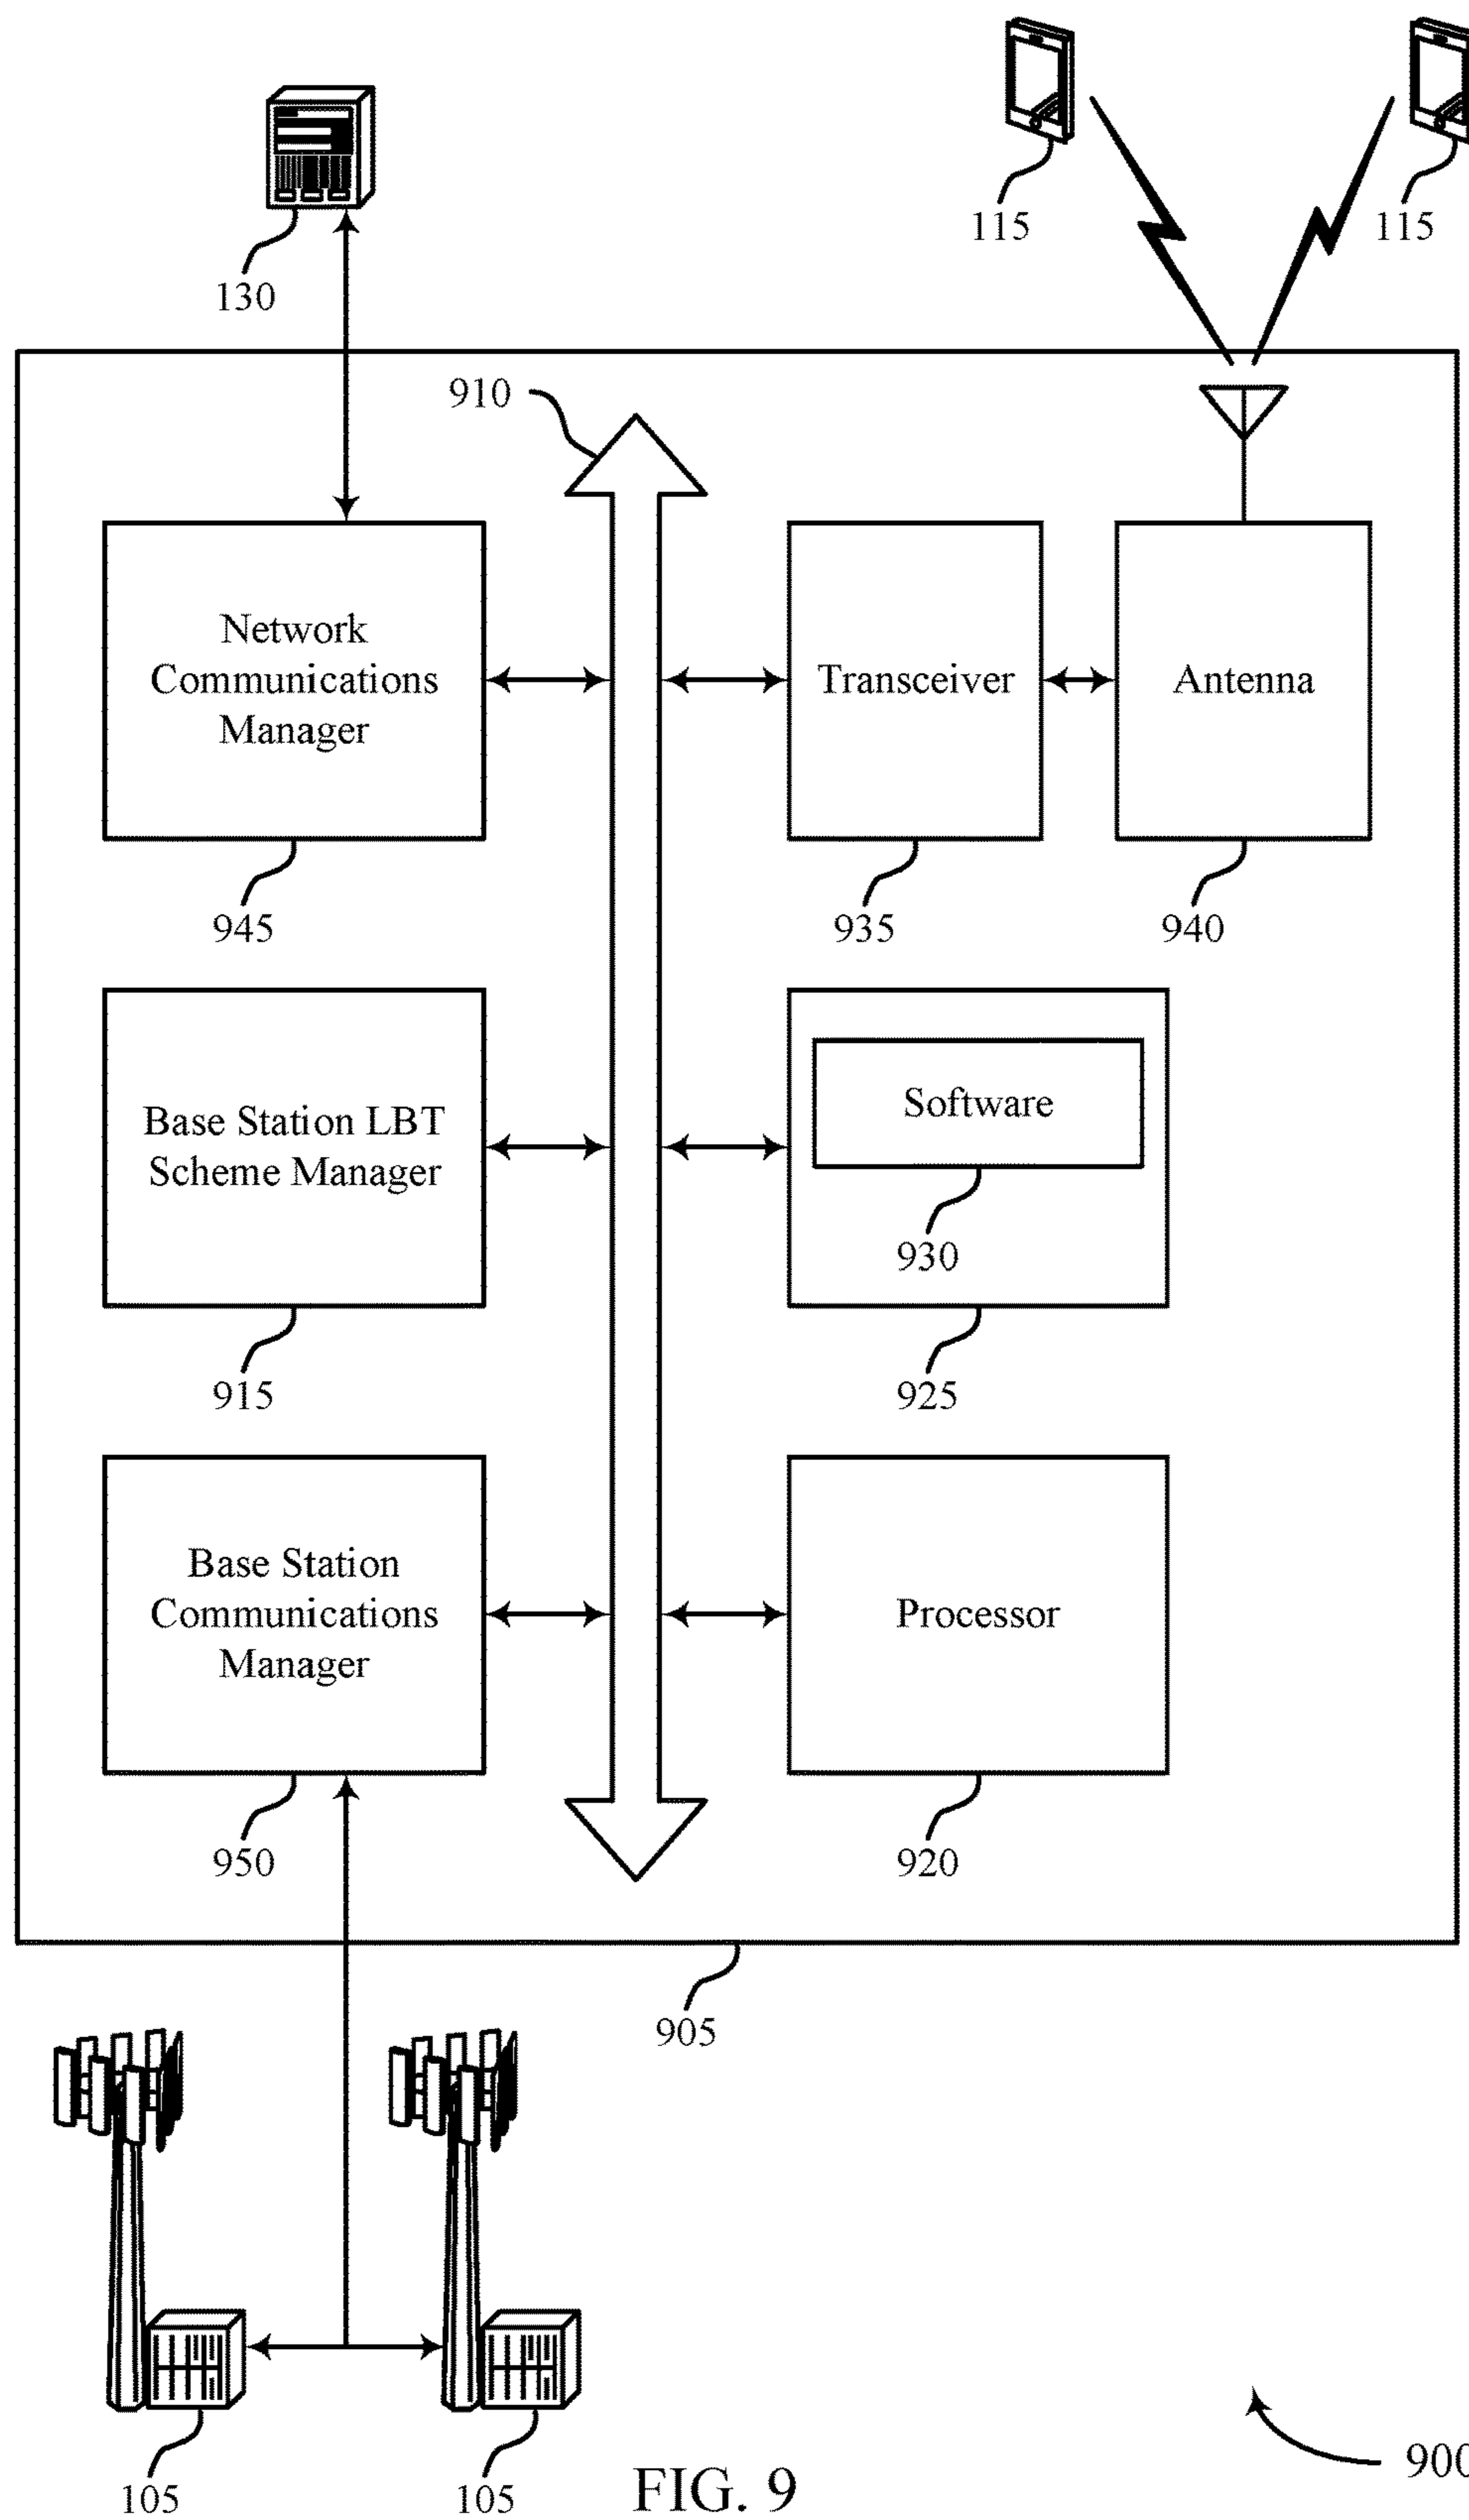 115
115
130
910
Network
Communications
Manager
Transceiver
Antenna
945
935
940
Base Station LBT
Scheme Manager
Software
930
915
925
Base Station
Communications
Manager
Processor
950
920
905
105
105
FIG. 9
900